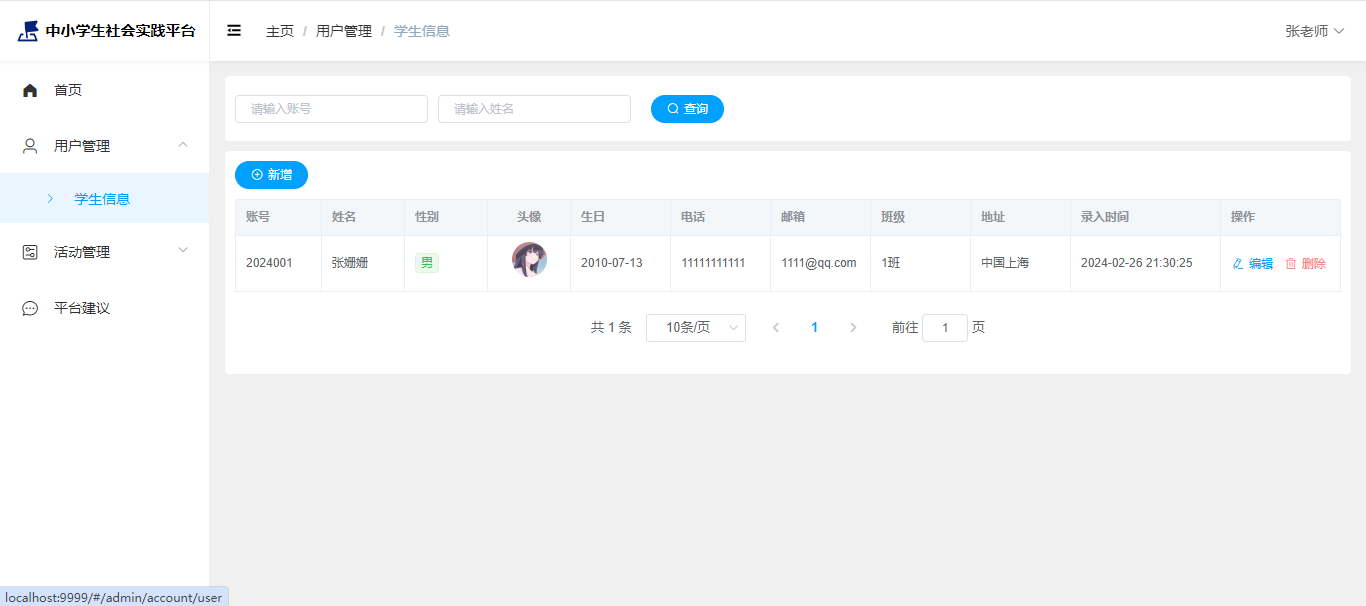 中小学生社会实践平台
主页 / 用户管理 / 学生信息
张老师
首页
用户管理
学生信息
活动管理
平台建议
请输入账号 请输入姓名 查询
新增
账号 姓名 性别 头像 生日 电话 邮箱 班级 地址 录入时间 操作
2024001 张姗姗 男 2010-07-13 11111111111 1111@qq.com 1班 中国上海 2024-02-26 21:30:25 编辑 删除
共 1 条 10条/页 1 前往 1 页
localhost:9999/#/admin/account/user